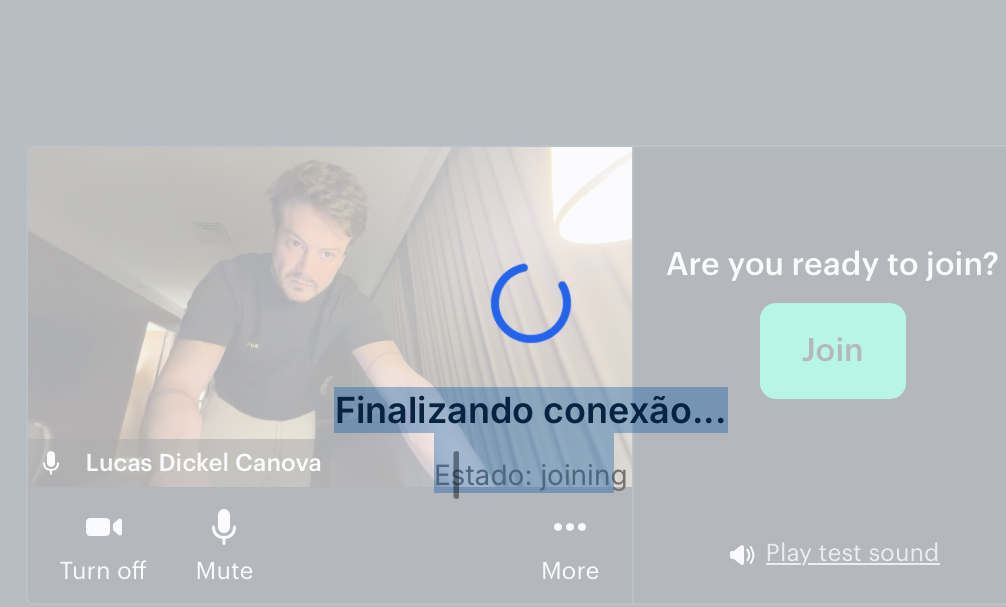 Are you ready to join?
Join
Finalizando conexão...
Lucas Dickel Canova
Estado: joining
Turn off
Mute
More
Play test sound